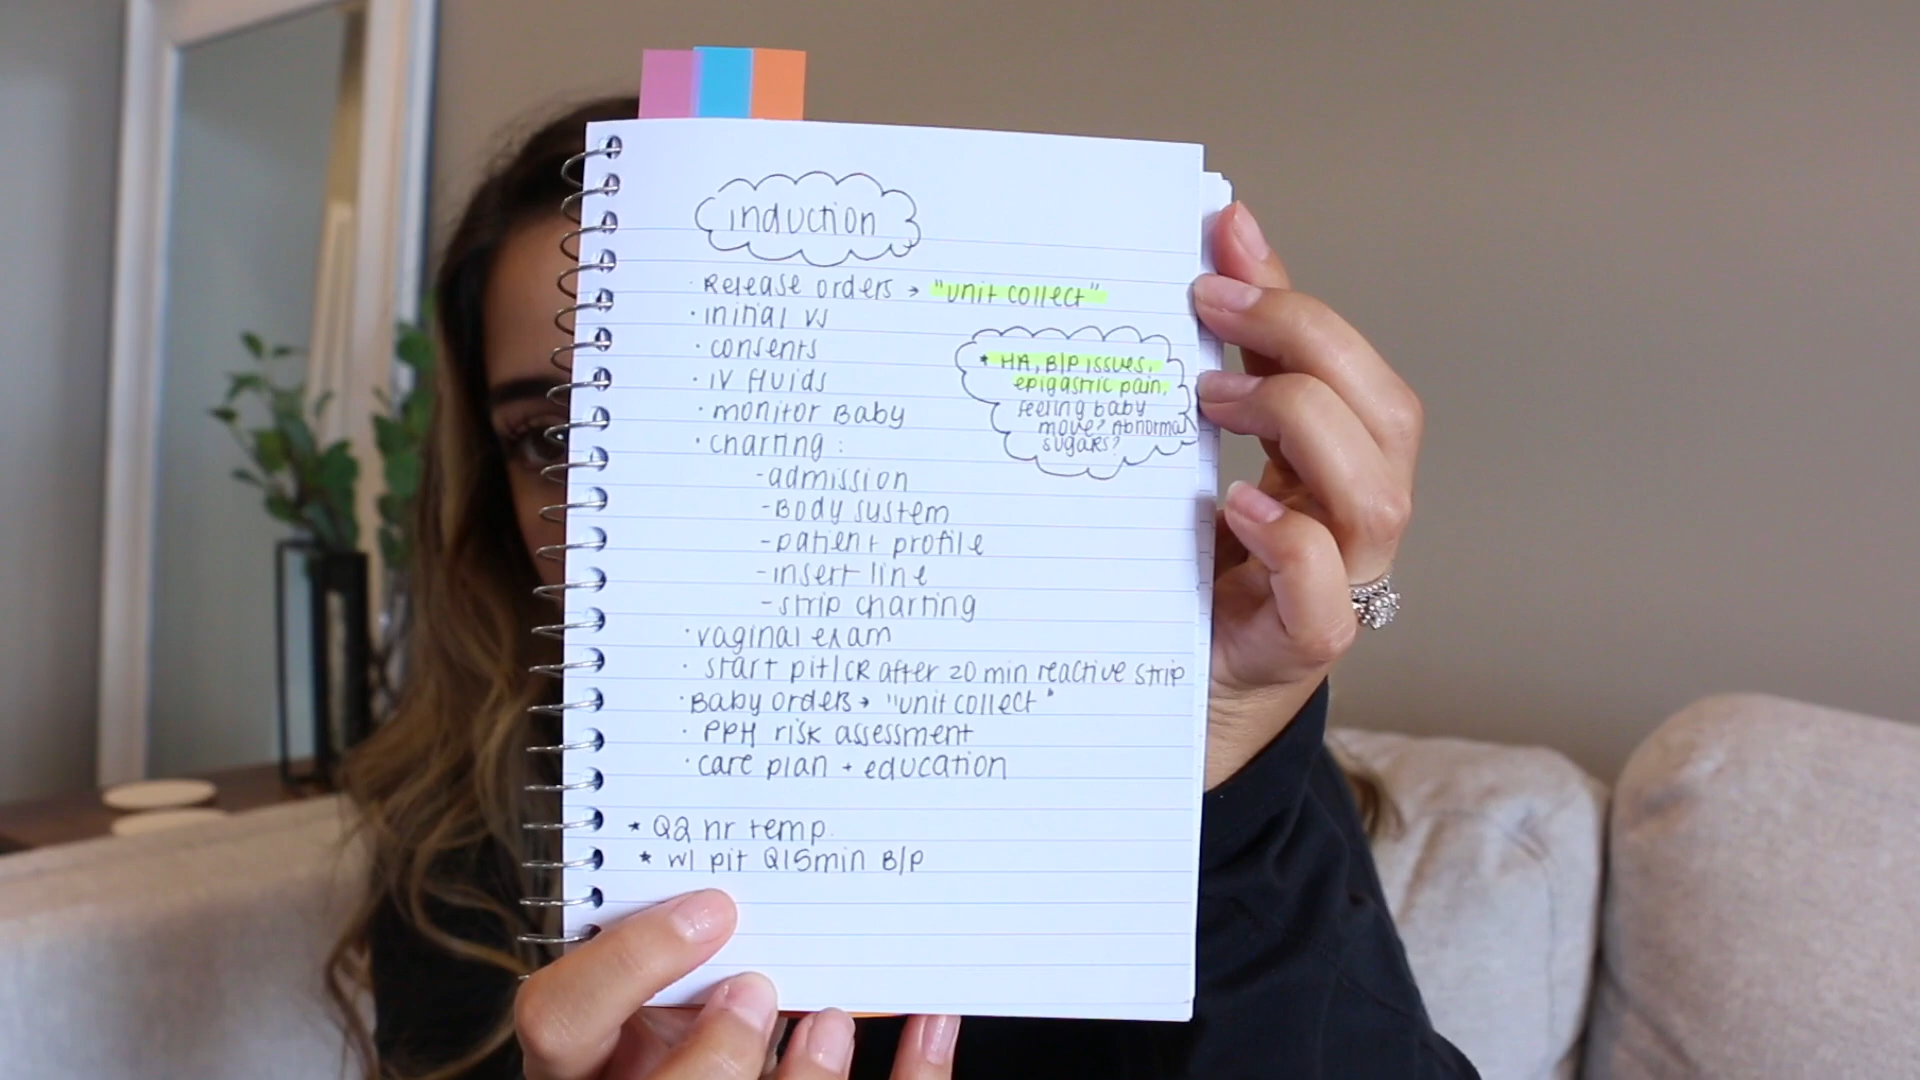 induction
· Release orders → "unit collect"
· initial VS
· consents
· IV fluids
· monitor Baby
· charting :
- admission
- Body system
- patient profile
- insert line
- strip charting
· vaginal exam
· start pit/CR after 20 min reactive strip
· Baby orders → "unit collect"
· PPH risk assessment
· care plan + education
* HA, B/P issues,
epigastric pain,
feeling baby
move? Abnormal
sugars?
* Q2 hr temp.
* w/ pit Q15min B/P